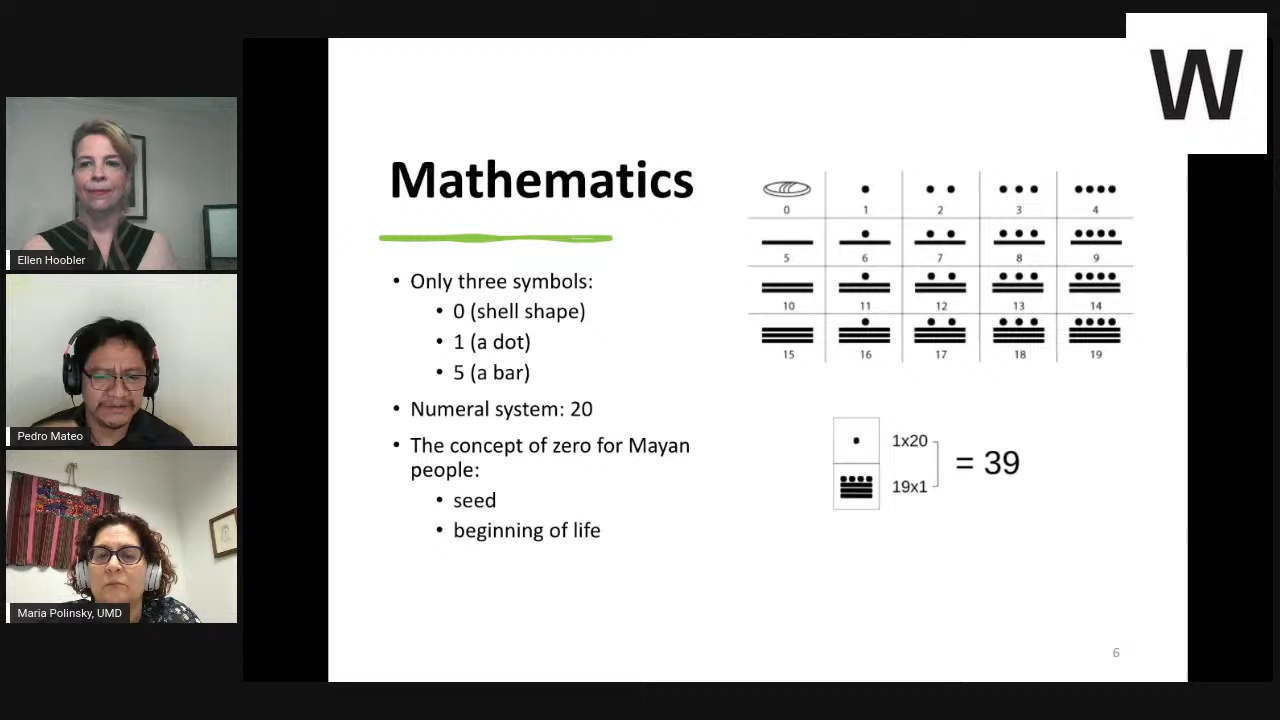 W
Ellen Hoobler
Pedro Mateo
Maria Polinsky, UMD
Mathematics
• Only three symbols:
• 0 (shell shape)
• 1 (a dot)
• 5 (a bar)
• Numeral system: 20
• The concept of zero for Mayan
people:
• seed
• beginning of life
0 1 2 3 4
5 6 7 8 9
10 11 12 13 14
15 16 17 18 19
1x20
= 39
19x1
6